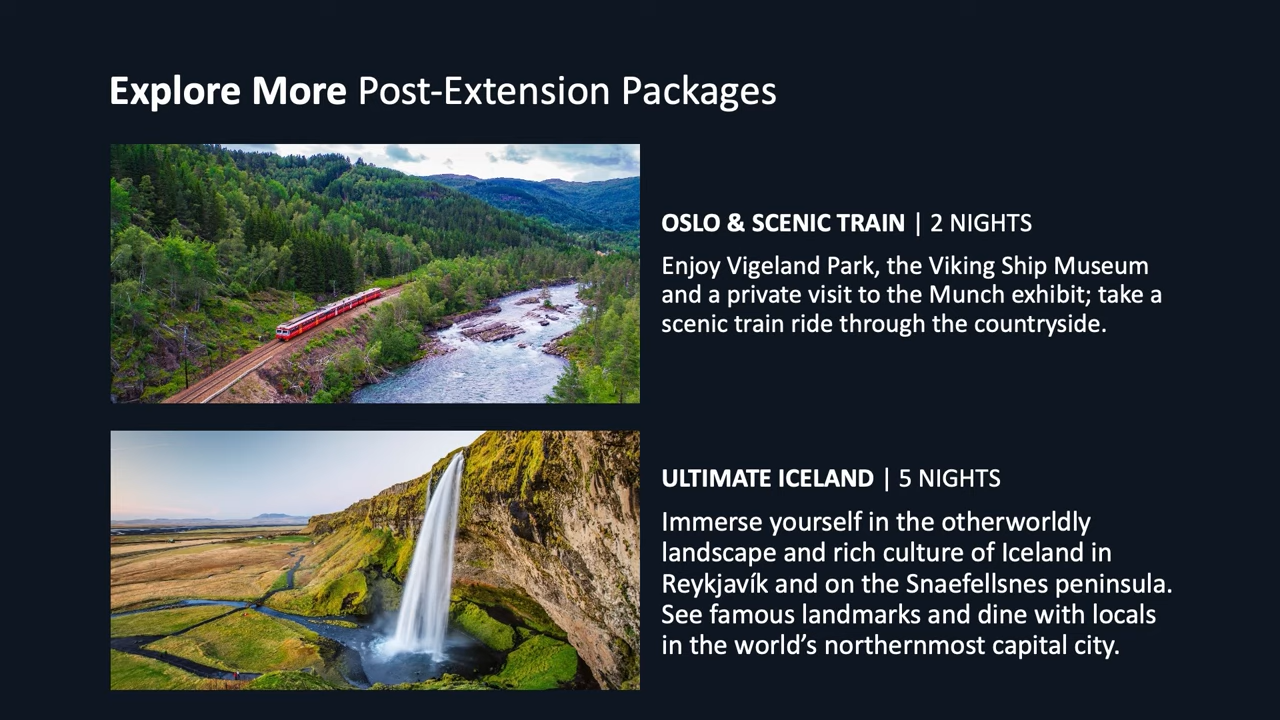 Explore More Post-Extension Packages
OSLO & SCENIC TRAIN | 2 NIGHTS
Enjoy Vigeland Park, the Viking Ship Museum
and a private visit to the Munch exhibit; take a
scenic train ride through the countryside.
ULTIMATE ICELAND | 5 NIGHTS
Immerse yourself in the otherworldly
landscape and rich culture of Iceland in
Reykjavík and on the Snaefellsnes peninsula.
See famous landmarks and dine with locals
in the world’s northernmost capital city.